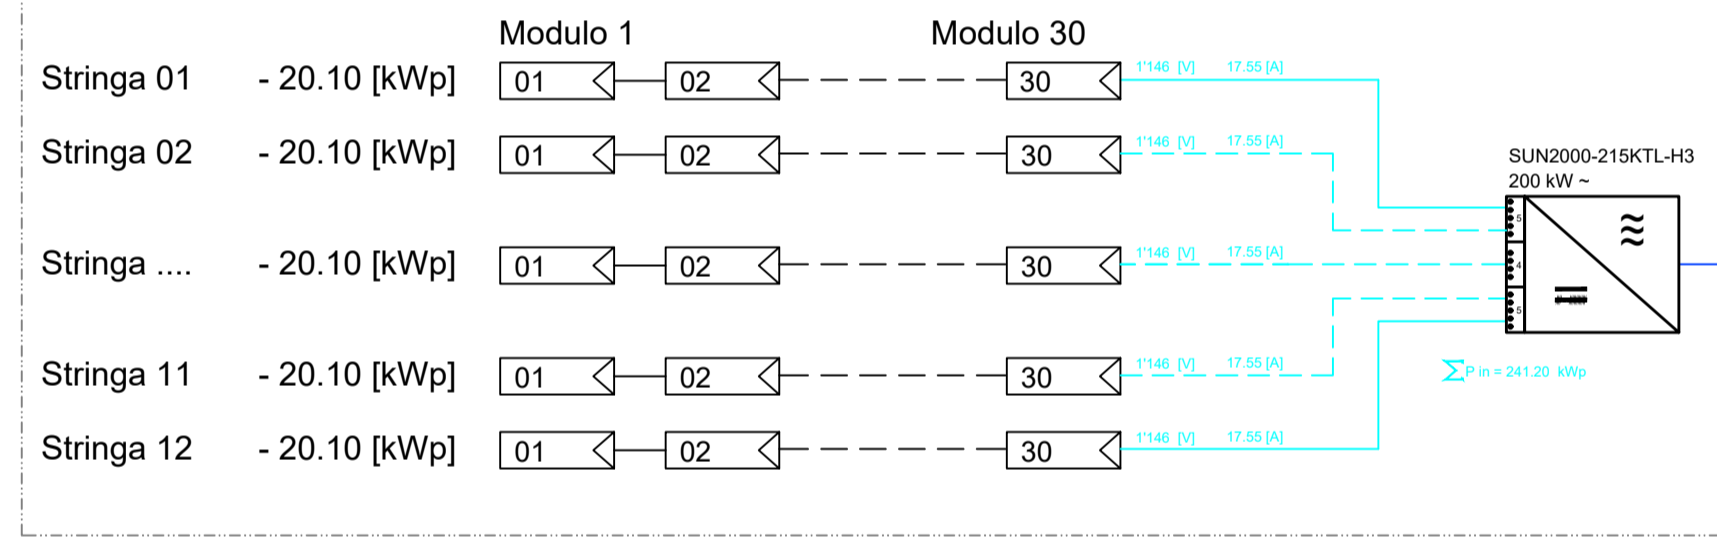 Modulo 1 Modulo 30
Stringa 01 - 20.10 [kWp] 01 02 30 1'146 [V] 17.55 [A]
Stringa 02 - 20.10 [kWp] 01 02 30 1'146 [V] 17.55 [A]
SUN2000-215KTL-H3
200 kW ~
5
Stringa .... - 20.10 [kWp] 01 02 30 1'146 [V] 17.55 [A]
4
5
Stringa 11 - 20.10 [kWp] 01 02 30 1'146 [V] 17.55 [A]
∑P in = 241.20 kWp
Stringa 12 - 20.10 [kWp] 01 02 30 1'146 [V] 17.55 [A]